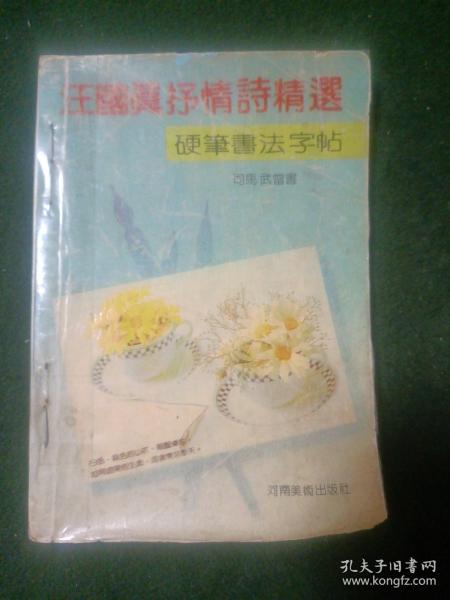 汪國真抒情詩精選
硬筆書法字帖
司馬武當書
河南美術出版社
孔夫子旧书网
www.kongfz.com